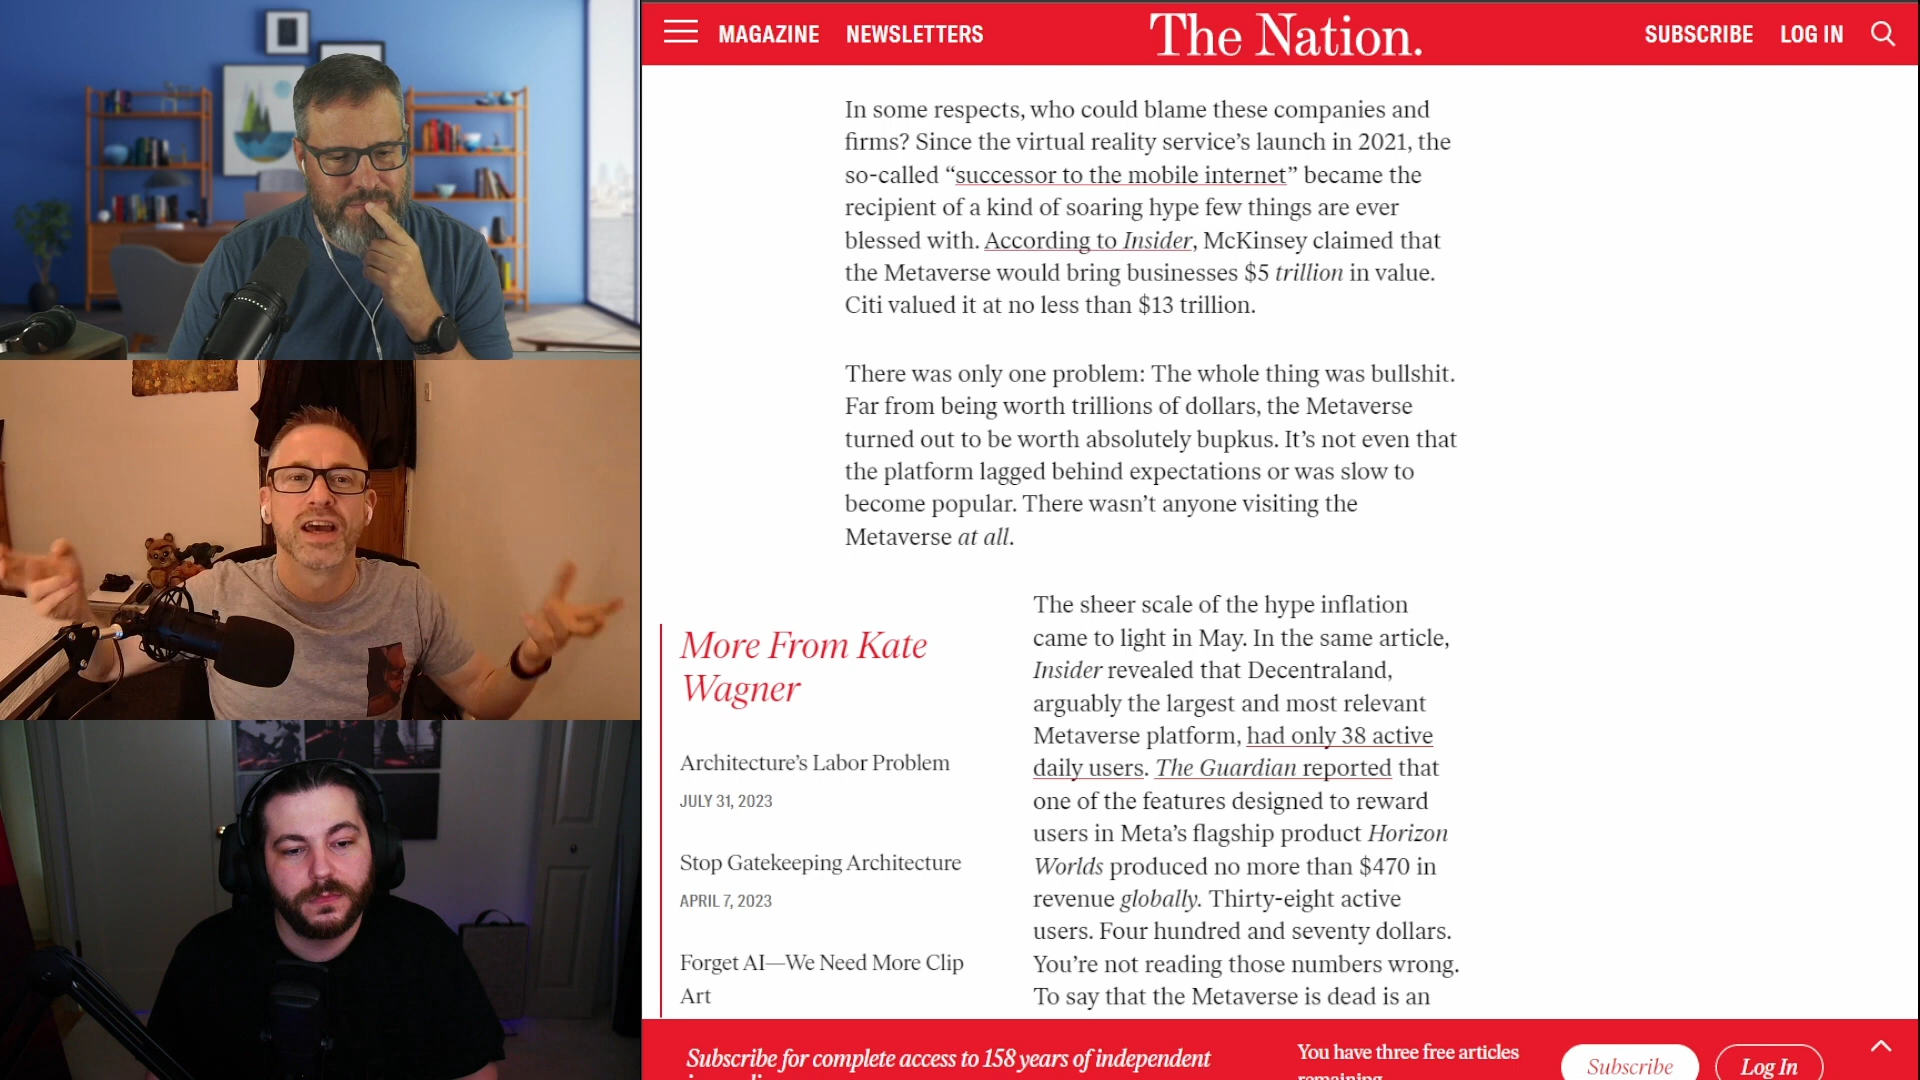 MAGAZINE NEWSLETTERS The Nation. SUBSCRIBE LOG IN
In some respects, who could blame these companies and
firms? Since the virtual reality service’s launch in 2021, the
so-called “successor to the mobile internet” became the
recipient of a kind of soaring hype few things are ever
blessed with. According to Insider, McKinsey claimed that
the Metaverse would bring businesses $5 trillion in value.
Citi valued it at no less than $13 trillion.
There was only one problem: The whole thing was bullshit.
Far from being worth trillions of dollars, the Metaverse
turned out to be worth absolutely bupkus. It’s not even that
the platform lagged behind expectations or was slow to
become popular. There wasn’t anyone visiting the
Metaverse at all.
More From Kate
Wagner
Architecture’s Labor Problem
JULY 31, 2023
Stop Gatekeeping Architecture
APRIL 7, 2023
Forget AI—We Need More Clip
Art
The sheer scale of the hype inflation
came to light in May. In the same article,
Insider revealed that Decentraland,
arguably the largest and most relevant
Metaverse platform, had only 38 active
daily users. The Guardian reported that
one of the features designed to reward
users in Meta’s flagship product Horizon
Worlds produced no more than $470 in
revenue globally. Thirty-eight active
users. Four hundred and seventy dollars.
You’re not reading those numbers wrong.
To say that the Metaverse is dead is an
Subscribe for complete access to 158 years of independent
You have three free articles
remaining.
Subscribe Log In